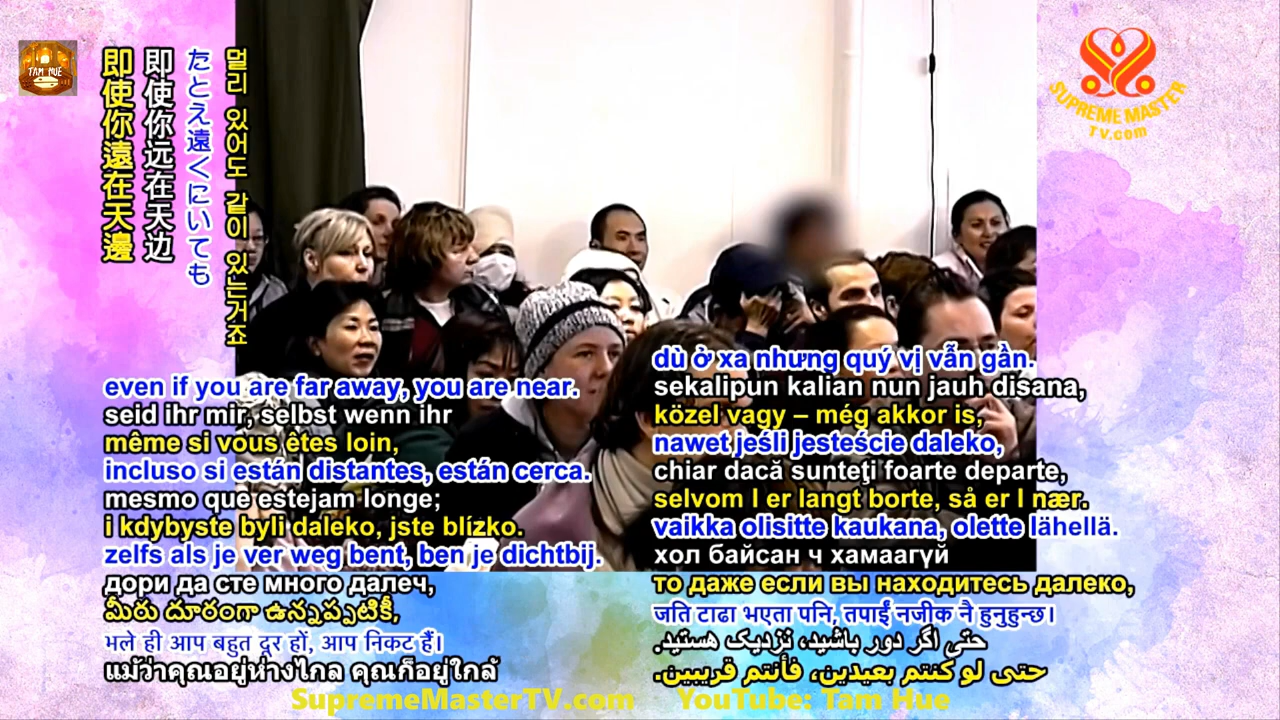 TAM HUE
即使你遠在天邊
即使你远在天边
たとえ遠くにいても
멀리 있어도 같이 있는거죠
SUPREME MASTER
TV.com
even if you are far away, you are near.
seid ihr mir, selbst wenn ihr
même si vous êtes loin,
incluso si están distantes, están cerca.
mesmo que estejam longe;
i kdybyste byli daleko, jste blízko.
zelfs als je ver weg bent, ben je dichtbij.
дори да сте много далеч,
మీరు దూరంగా ఉన్నప్పటికీ,
भले ही आप बहुत दूर हों, आप निकट हैं।
แม้ว่าคุณอยู่ห่างไกล คุณก็อยู่ใกล้
dù ở xa nhưng quý vị vẫn gần.
sekalipun kalian nun jauh disana,
közel vagy – még akkor is,
nawet jeśli jesteście daleko,
chiar dacă sunteţi foarte departe,
selvom I er langt borte, så er I nær.
vaikka olisitte kaukana, olette lähellä.
хол байсан ч хамаагүй
то даже если вы находитесь далеко,
जति टाढा भएता पनि, तपाईं नजीक नै हुनुहुन्छ।
حتی اگر دور باشید، نزدیک هستید.
حتى لو كنتم بعيدين، فأنتم قريبين.
SupremeMasterTV.com
YouTube: Tam Hue